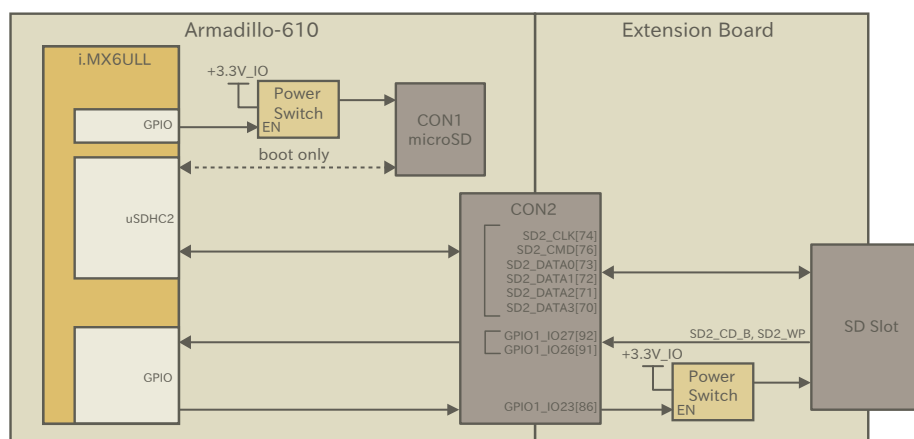 Armadillo-610
Extension Board
i.MX6ULL
+3.3V_IO
Power
Switch
EN
GPIO
CON1
microSD
boot only
uSDHC2
CON2
SD2_CLK[74]
SD2_CMD[76]
SD2_DATA0[73]
SD2_DATA1[72]
SD2_DATA2[71]
SD2_DATA3[70]
GPIO1_IO27[92]
GPIO1_IO26[91]
SD2_CD_B, SD2_WP
SD Slot
+3.3V_IO
Power
Switch
EN
GPIO
GPIO1_IO23[86]